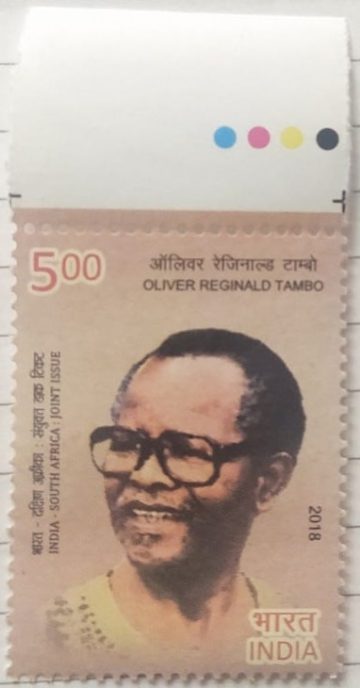 5.00
ऑलिवर रेजिनाल्ड टाम्बो
OLIVER REGINALD TAMBO
भारत - दक्षिण अफ्रीका : संयुक्त डाक टिकट
INDIA - SOUTH AFRICA : JOINT ISSUE
2018
भारत
INDIA